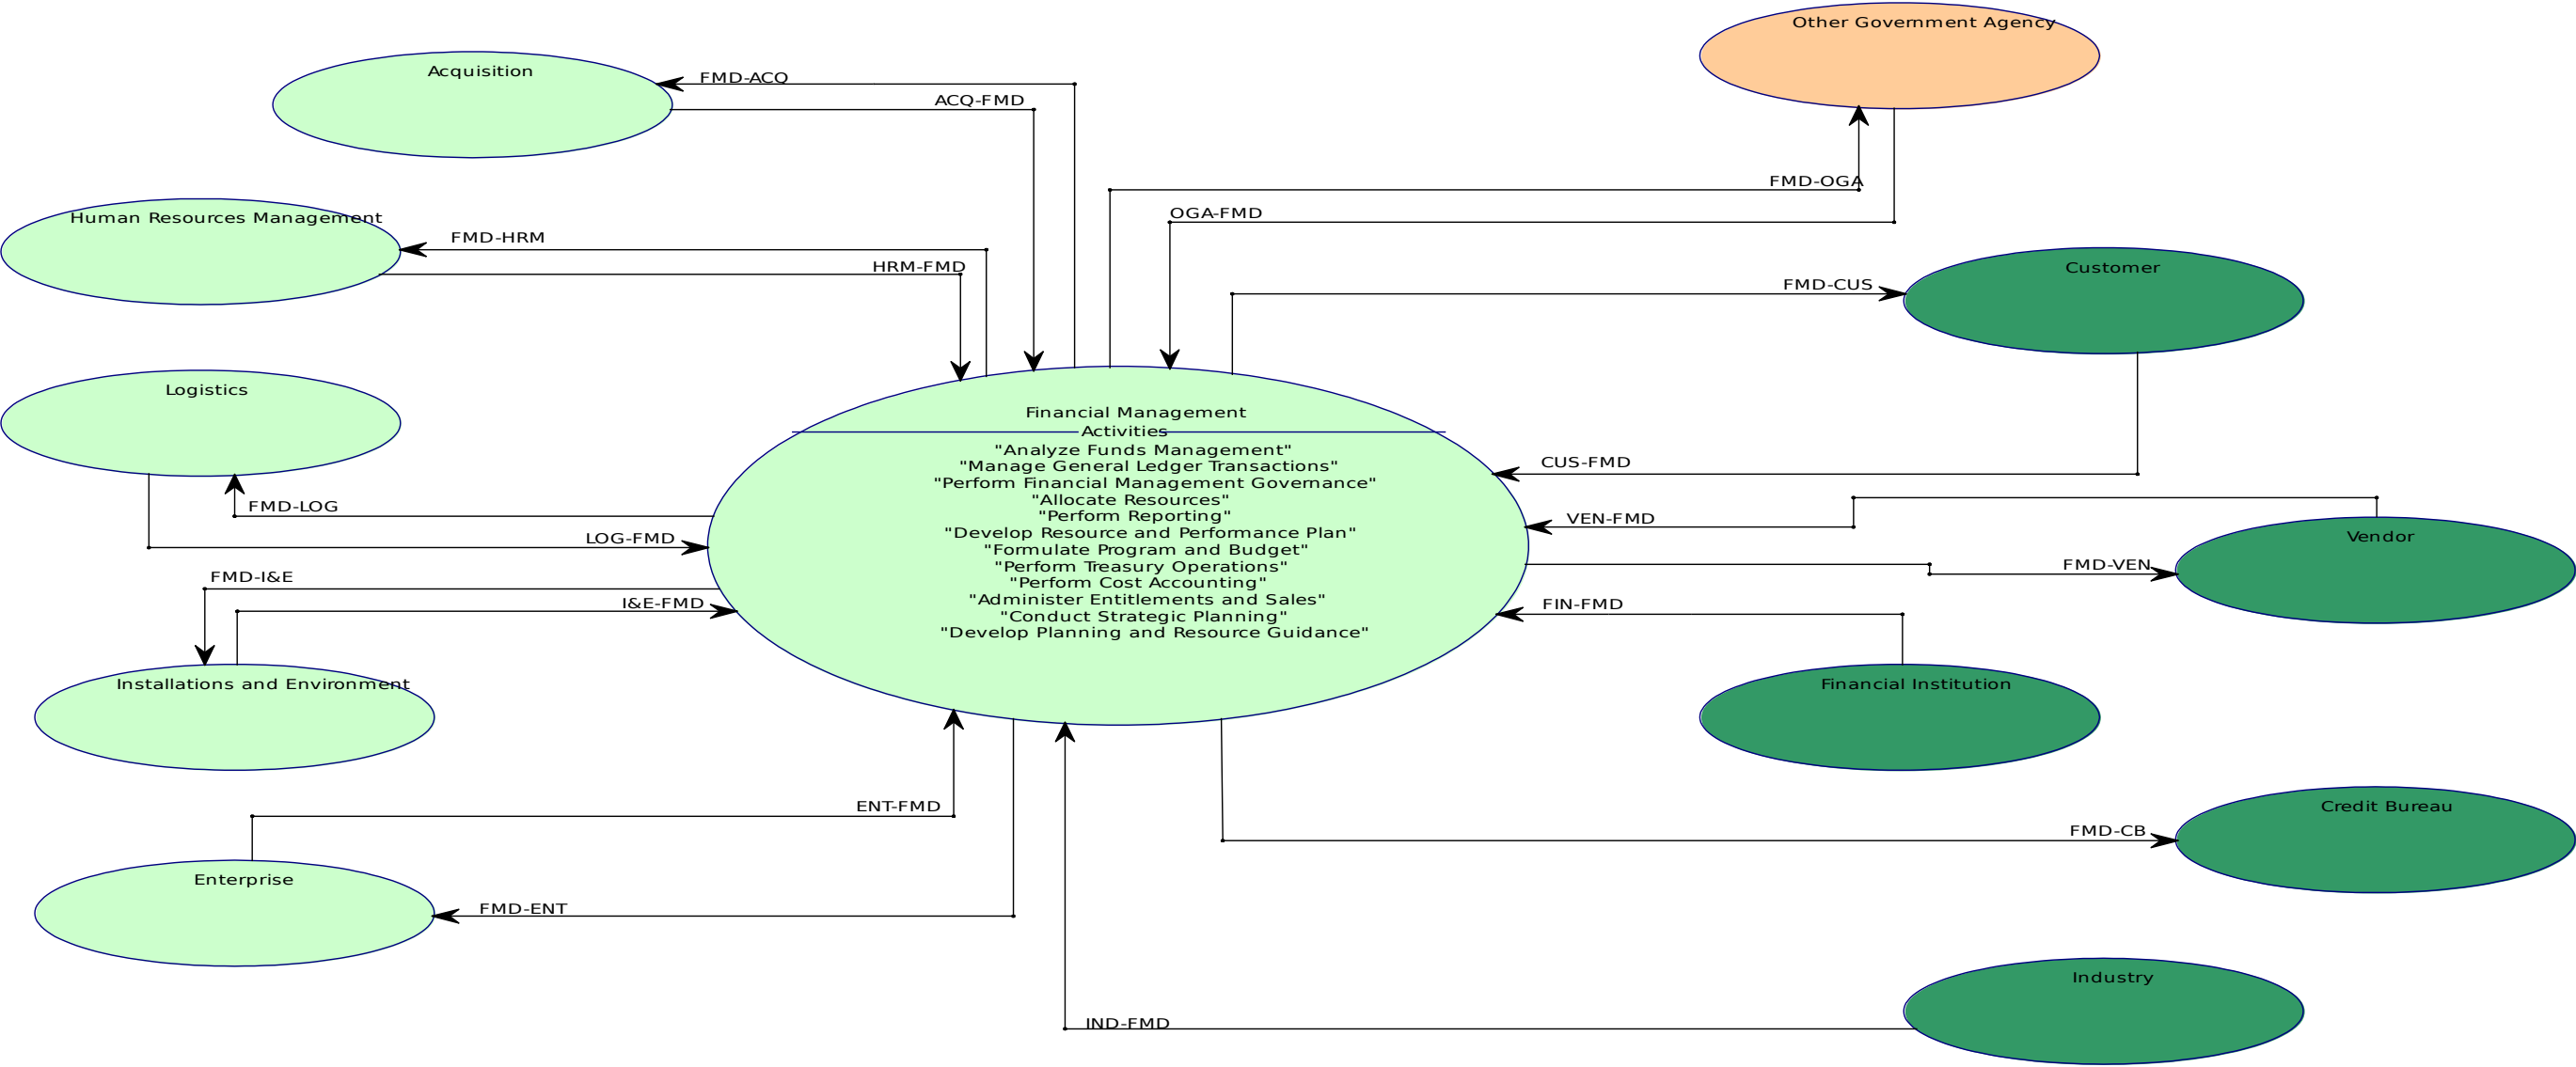 Other Government Agency
Acquisition
FMD-ACQ
ACQ-FMD
FMD-OGA
OGA-FMD
Human Resources Management
FMD-HRM
HRM-FMD
Customer
FMD-CUS
Logistics
FMD-LOG
LOG-FMD
Financial Management
Activities
"Analyze Funds Management"
"Manage General Ledger Transactions"
"Perform Financial Management Governance"
"Allocate Resources"
"Perform Reporting"
"Develop Resource and Performance Plan"
"Formulate Program and Budget"
"Perform Treasury Operations"
"Perform Cost Accounting"
"Administer Entitlements and Sales"
"Conduct Strategic Planning"
"Develop Planning and Resource Guidance"
CUS-FMD
VEN-FMD
Vendor
FMD-VEN
FMD-I&E
I&E-FMD
FIN-FMD
Installations and Environment
Financial Institution
ENT-FMD
Credit Bureau
FMD-CB
Enterprise
FMD-ENT
Industry
IND-FMD